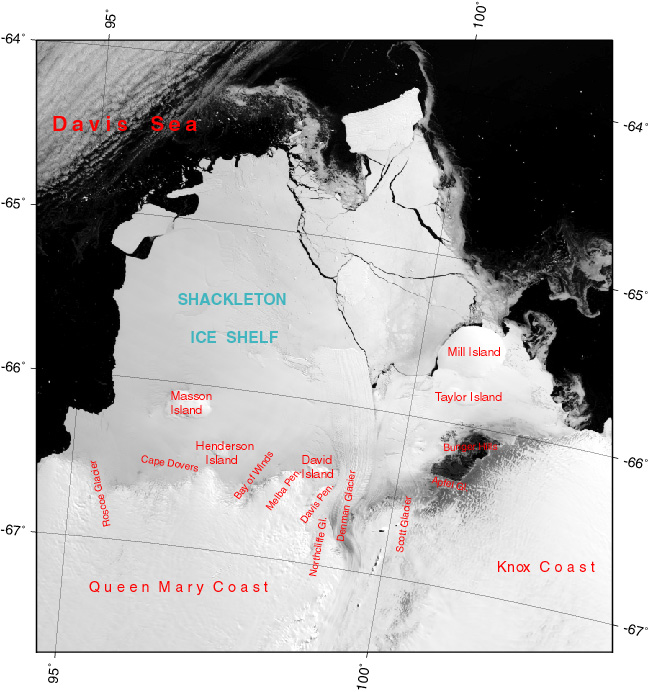 95°
100°
-64°
Davis Sea
-64°
-65°
SHACKLETON
-65°
ICE SHELF
Mill Island
-66°
Masson
Island
Taylor Island
Henderson
Island
Cape Dovers
Bay of Winds
David
Island
Melba Pen.
Davis Pen.
Roscoe Glacier
Denman Glacier
Northcliffe Gl.
Scott Glacier
-66°
-67°
Queen Mary Coast
Knox Coast
-67°
95°
100°